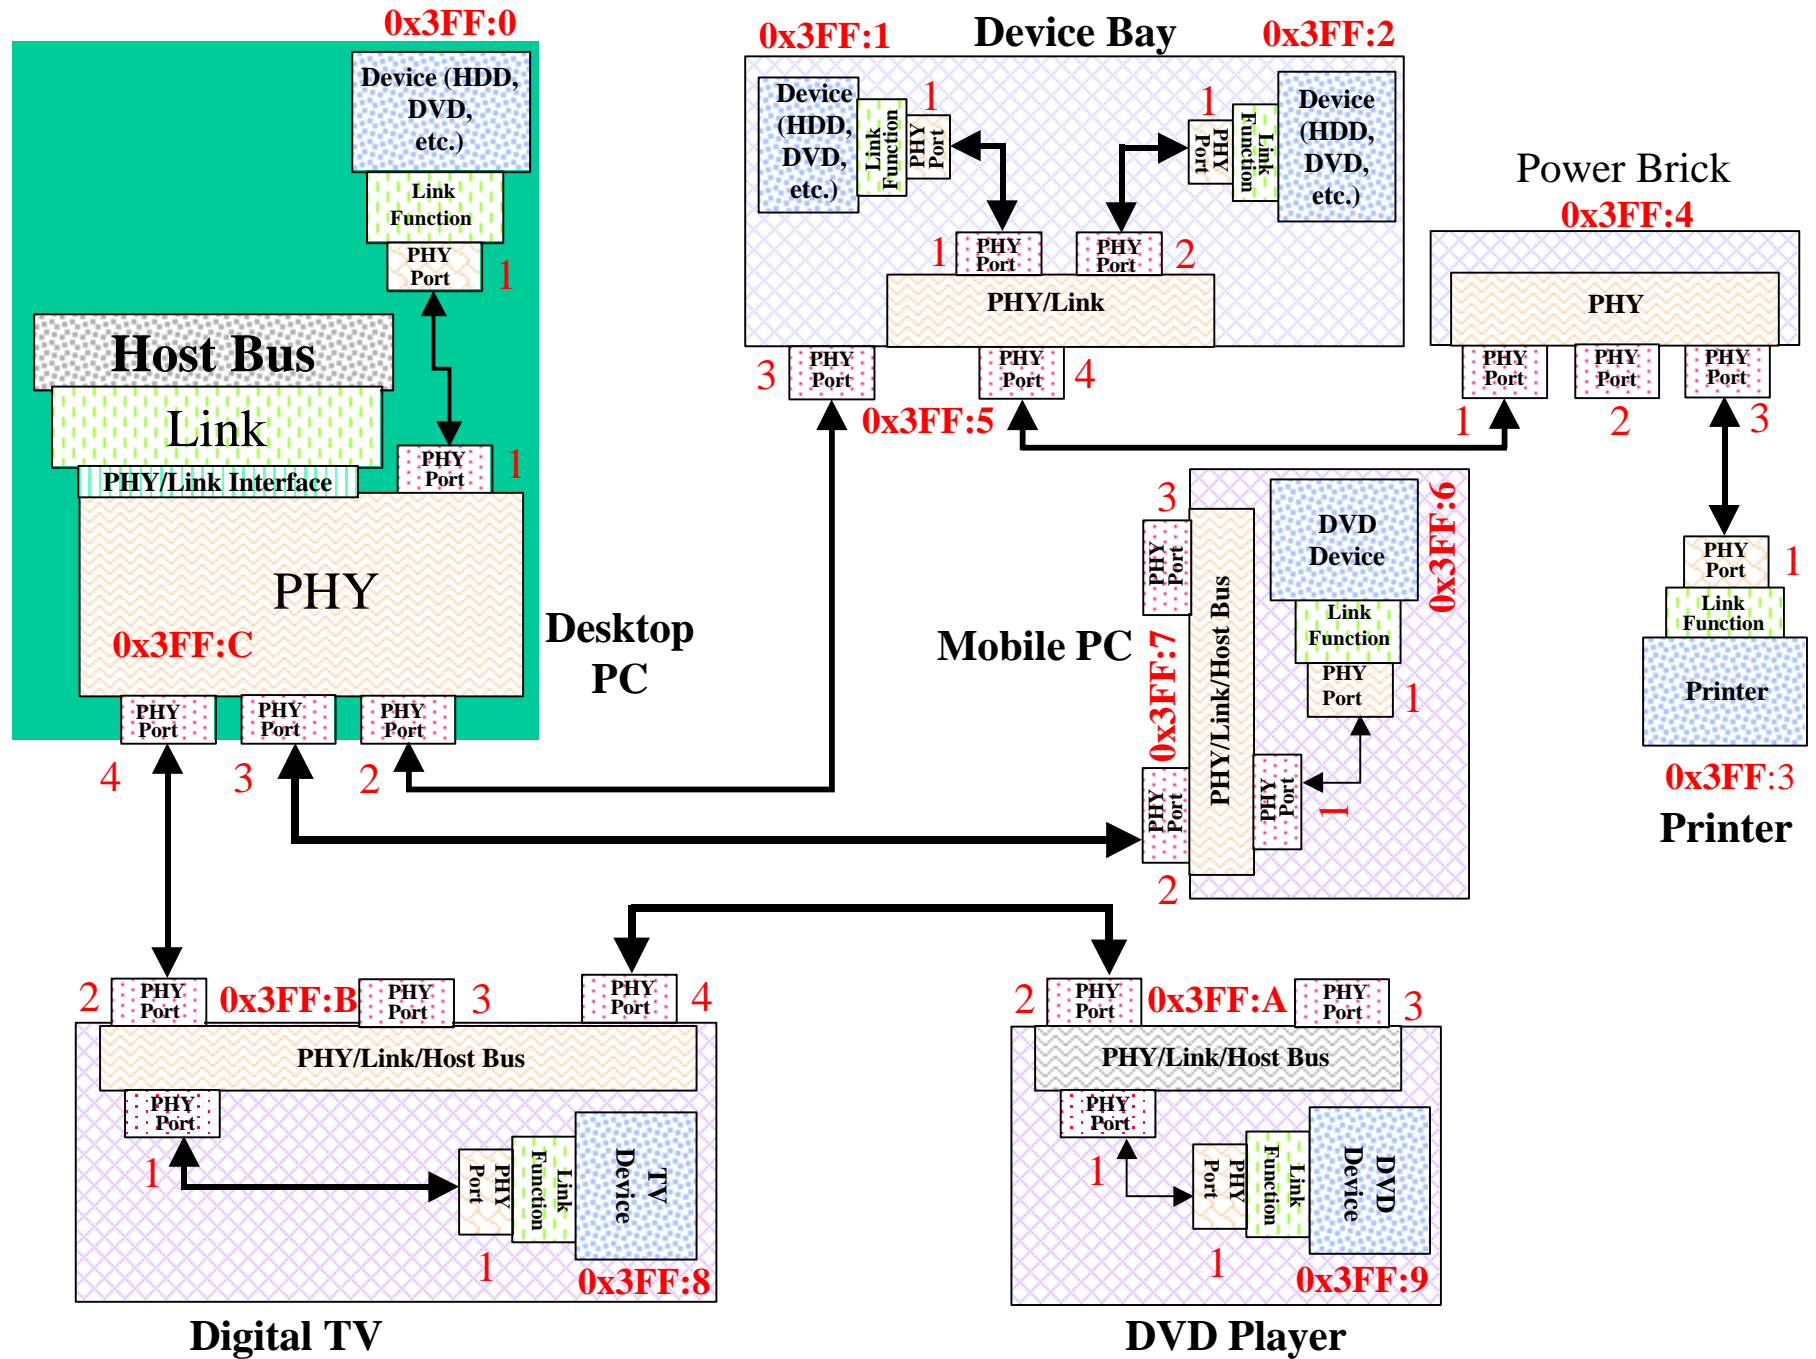 0x3FF:0
Device (HDD,
DVD,
etc.)
Link
Function
PHY
Port
1
Host Bus
Link
PHY/Link Interface
PHY
Port
1
PHY
0x3FF:C
Desktop
PC
PHY
Port
4
PHY
Port
3
PHY
Port
2
0x3FF:1
Device Bay
0x3FF:2
Device
(HDD,
DVD,
etc.)
Link
Function
PHY
Port
1
1
PHY
Port
Link
Function
Device
(HDD,
DVD,
etc.)
1
PHY
Port
PHY
Port
2
PHY/Link
3
PHY
Port
PHY
Port
4
0x3FF:5
Power Brick
0x3FF:4
PHY
PHY
Port
1
PHY
Port
2
PHY
Port
3
PHY
Port
1
Link
Function
Printer
0x3FF:3
Printer
Mobile PC
3
PHY
Port
0x3FF:7
PHY
Port
2
PHY/Link/Host Bus
DVD
Device
0x3FF:6
Link
Function
PHY
Port
1
PHY
Port
1
2
PHY
Port
0x3FF:B
PHY
Port
3
PHY
Port
4
PHY/Link/Host Bus
PHY
Port
1
PHY
Port
1
Link
Function
TV
Device
0x3FF:8
Digital TV
2
PHY
Port
0x3FF:A
PHY
Port
3
PHY/Link/Host Bus
PHY
Port
1
PHY
Port
1
Link
Function
DVD
Device
0x3FF:9
DVD Player